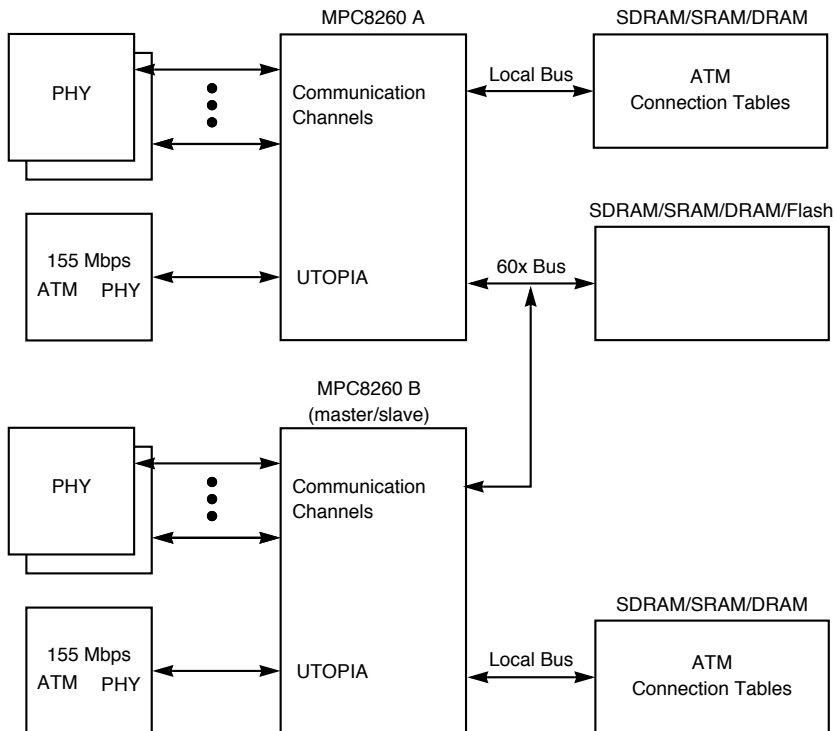 MPC8260 A
SDRAM/SRAM/DRAM
PHY
Communication
Channels
Local Bus
ATM
Connection Tables
SDRAM/SRAM/DRAM/Flash
155 Mbps
ATM PHY
UTOPIA
60x Bus
MPC8260 B
(master/slave)
PHY
Communication
Channels
SDRAM/SRAM/DRAM
155 Mbps
ATM PHY
UTOPIA
Local Bus
ATM
Connection Tables